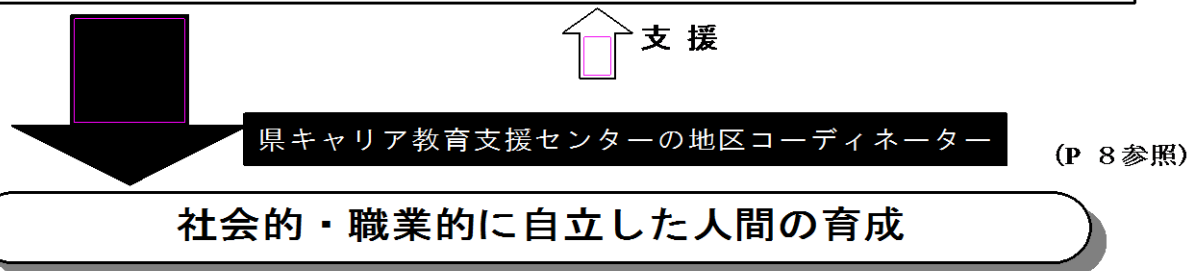 支 援
県キャリア教育支援センターの地区コーディネーター
(P 8参照)
社会的・職業的に自立した人間の育成